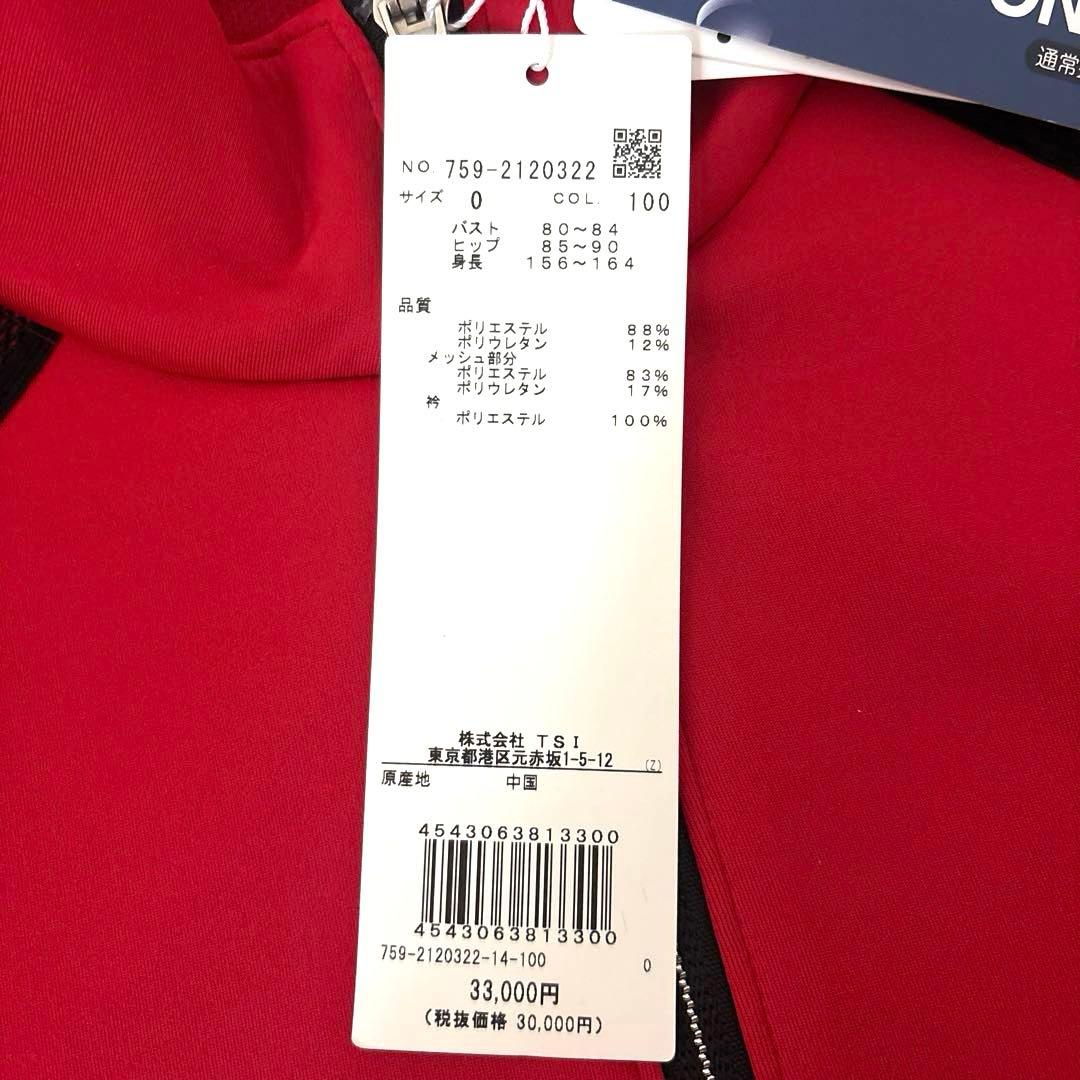 通常
NO. 759-2120322
サイズ 0 COL. 100
バスト 80～84
ヒップ 85～90
身長 156～164
品質
ポリエステル 88%
ポリウレタン 12%
メッシュ部分
ポリエステル 83%
ポリウレタン 17%
衿
ポリエステル 100%
株式会社 TSI
東京都港区元赤坂1-5-12 (Z)
原産地 中国
4543063813300
4543063813300
759-2120322-14-100 0
33,000円
(税抜価格 30,000円)